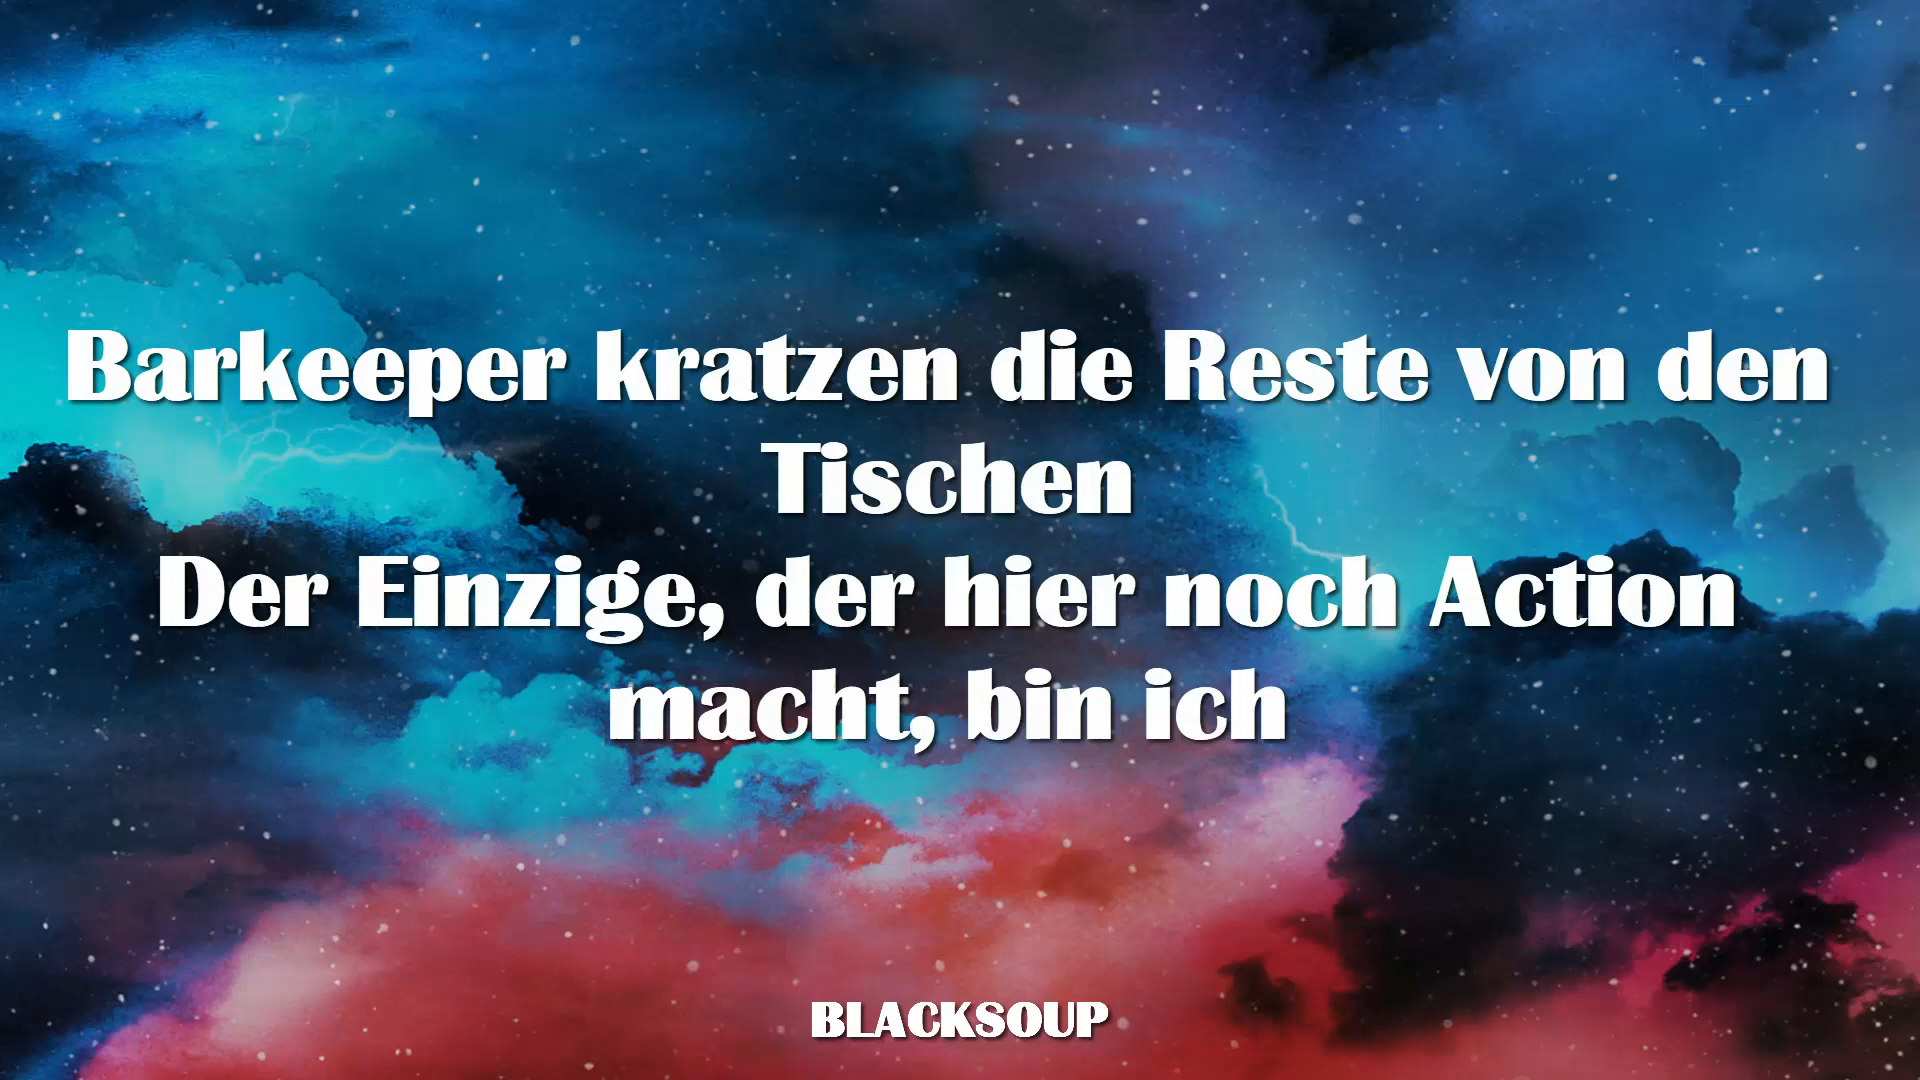 Barkeeper kratzen die Reste von den
Tischen
Der Einzige, der hier noch Action
macht, bin ich
BLACKSOUP